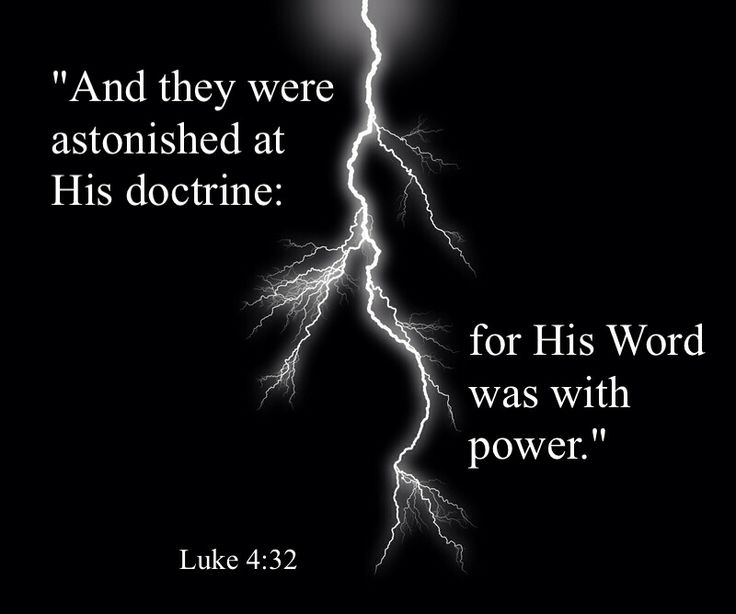 "And they were
astonished at
His doctrine:
for His Word
was with
power."
Luke 4:32